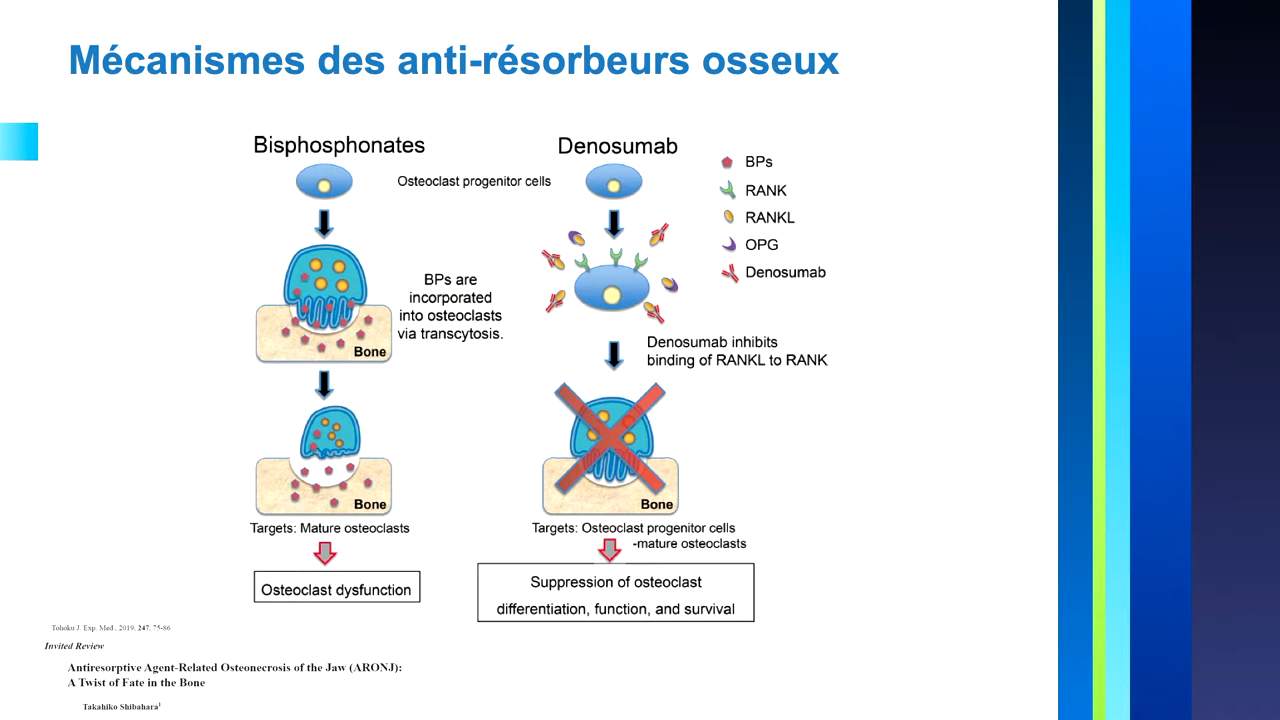 Mécanismes des anti-résorbeurs osseux
Bisphosphonates
Denosumab
Osteoclast progenitor cells
BPs
RANK
RANKL
OPG
Denosumab
BPs are
incorporated
into osteoclasts
via transcytosis.
Bone
Denosumab inhibits
binding of RANKL to RANK
Bone
Bone
Targets: Mature osteoclasts
Targets: Osteoclast progenitor cells
-mature osteoclasts
Osteoclast dysfunction
Suppression of osteoclast
differentiation, function, and survival
Tohoku J. Exp. Med., 2019, 247, 75-86
Invited Review
Antiresorptive Agent-Related Osteonecrosis of the Jaw (ARONJ):
A Twist of Fate in the Bone
Takahiko Shibahara1